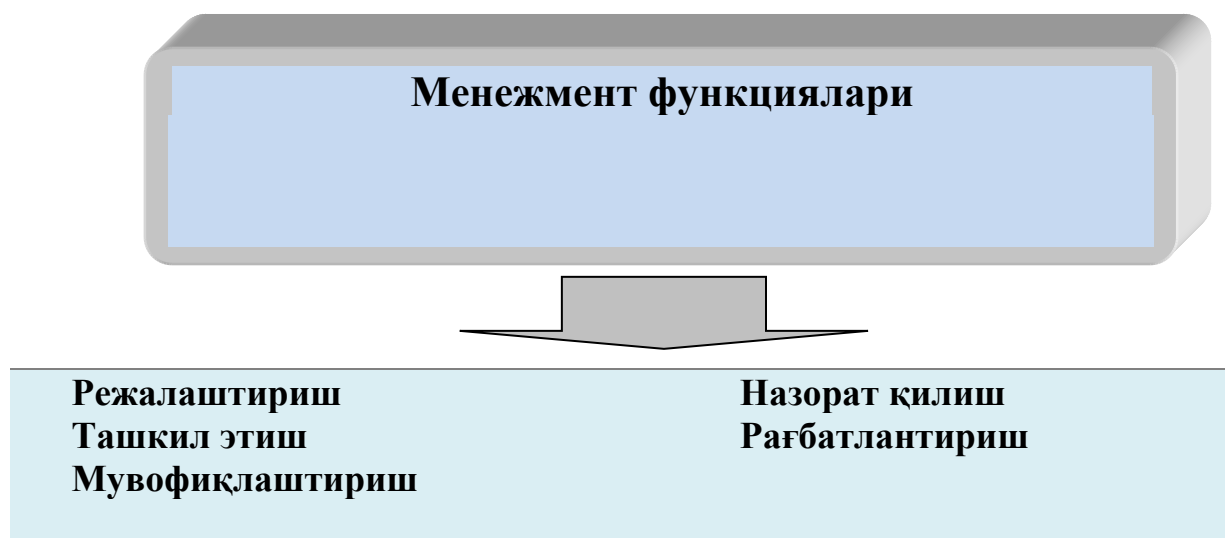 Менежмент функциялари
Режалаштириш
Ташкил этиш
Мувофиқлаштириш
Назорат қилиш
Рағбатлантириш